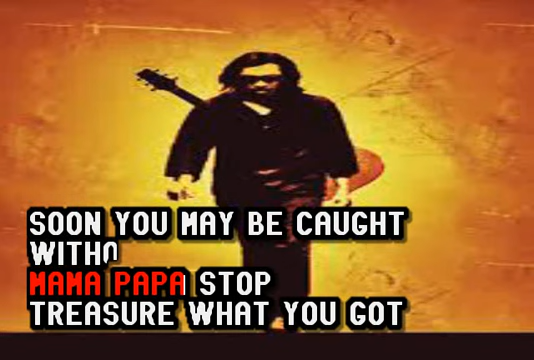 SOON YOU MAY BE CAUGHT
WITHO
MAMA PAPA STOP
TREASURE WHAT YOU GOT